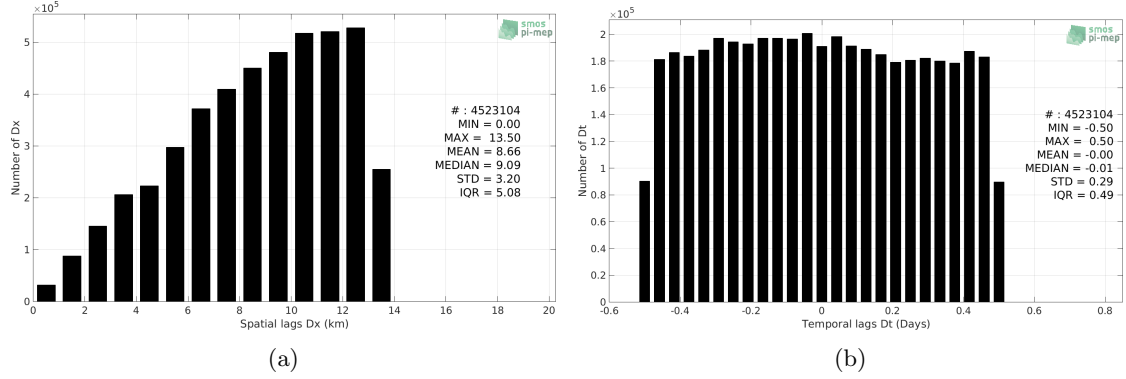 ×10⁵
smos
pi-mep
5
4
3
2
1
0
Number of Dx
# : 4523104
MIN = 0.00
MAX = 13.50
MEAN = 8.66
MEDIAN = 9.09
STD = 3.20
IQR = 5.08
0 2 4 6 8 10 12 14 16 18 20
Spatial lags Dx (km)
(a)
×10⁵
smos
pi-mep
2
1.8
1.6
1.4
1.2
1
0.8
0.6
0.4
0.2
0
Number of Dt
# : 4523104
MIN = -0.50
MAX = 0.50
MEAN = -0.00
MEDIAN = -0.01
STD = 0.29
IQR = 0.49
-0.6 -0.4 -0.2 0 0.2 0.4 0.6 0.8
Temporal lags Dt (Days)
(b)